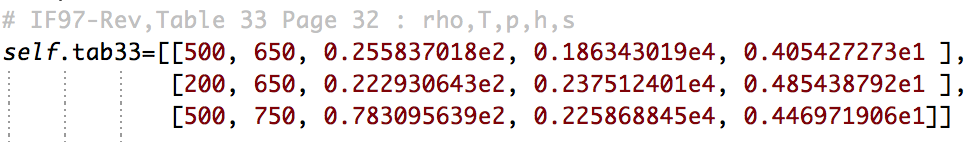 # IF97-Rev,Table 33 Page 32 : rho,T,p,h,s
self.tab33=[[500, 650, 0.255837018e2, 0.186343019e4, 0.405427273e1 ],
[200, 650, 0.222930643e2, 0.237512401e4, 0.485438792e1 ],
[500, 750, 0.783095639e2, 0.225868845e4, 0.446971906e1]]